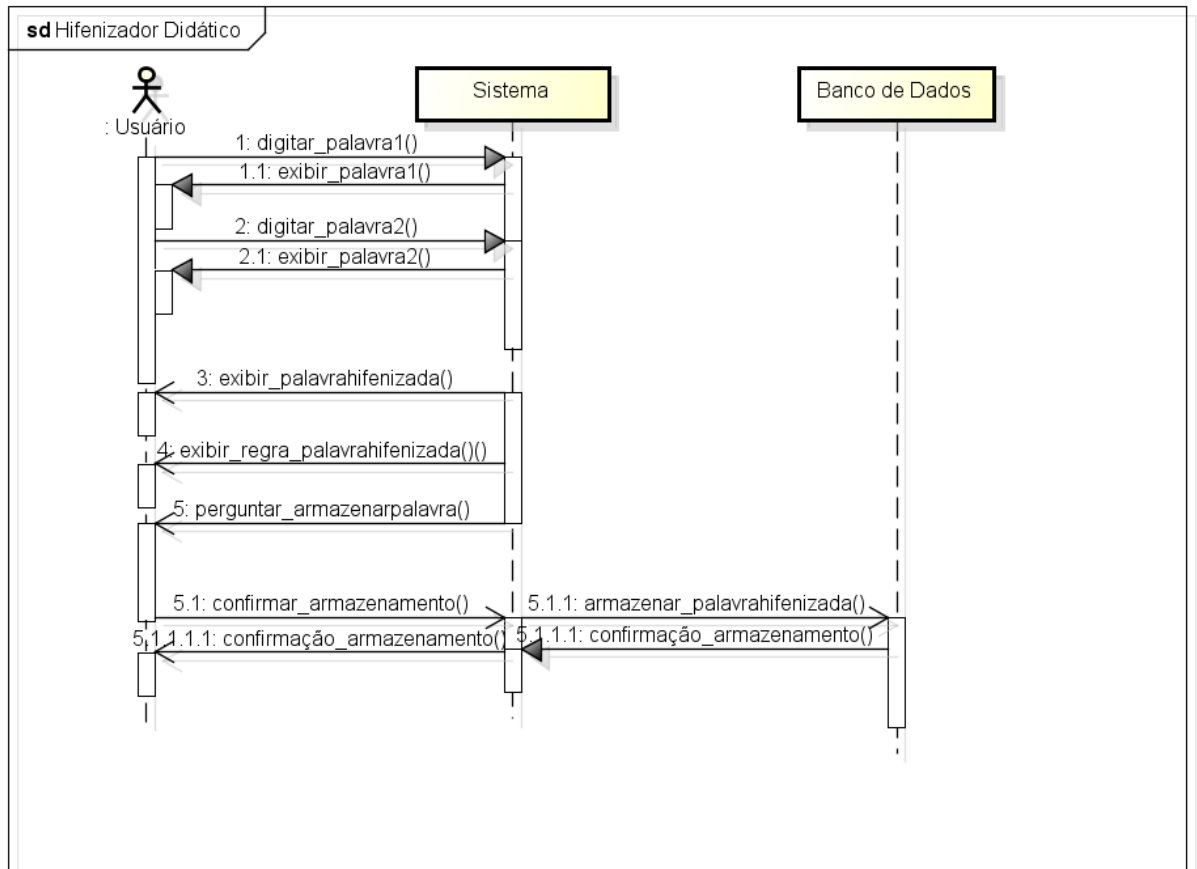 sd Hifenizador Didático
Sistema
Banco de Dados
: Usuário
1: digitar_palavra1()
1.1: exibir_palavra1()
2: digitar_palavra2()
2.1: exibir_palavra2()
3: exibir_palavrahifenizada()
4: exibir_regra_palavrahifenizada()()
5: perguntar_armazenarpalavra()
5.1: confirmar_armazenamento()
5.1.1: armazenar_palavrahifenizada()
5.1.1.1.1: confirmação_armazenamento()
5.1.1.1: confirmação_armazenamento()